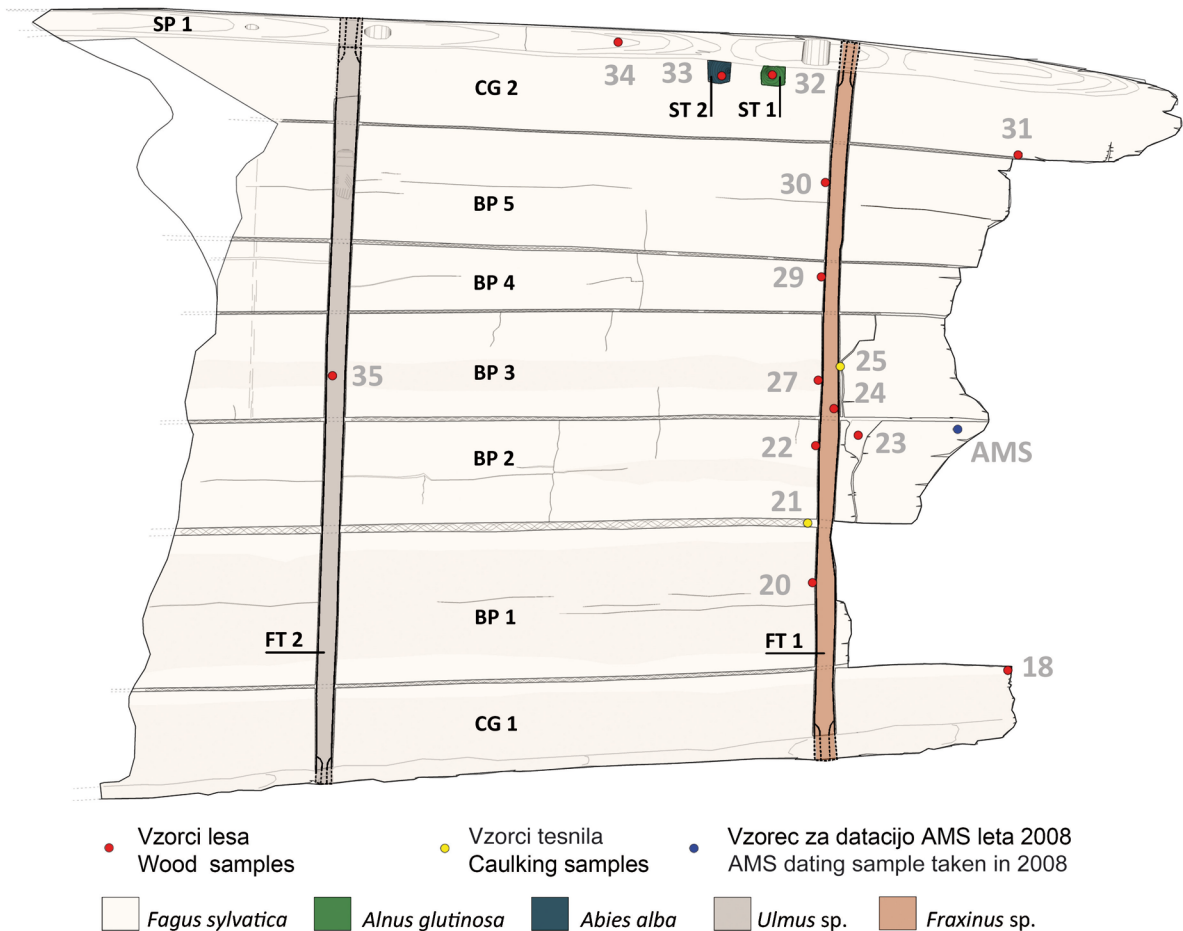 SP 1
34
33
32
CG 2
ST 2
ST 1
31
30
BP 5
29
BP 4
25
BP 3
35
27
24
22
23
AMS
BP 2
21
20
BP 1
FT 2
FT 1
18
CG 1
Vzorci lesa
Wood samples
Vzorci tesnila
Caulking samples
Vzorec za datacijo AMS leta 2008
AMS dating sample taken in 2008
Fagus sylvatica
Alnus glutinosa
Abies alba
Ulmus sp.
Fraxinus sp.